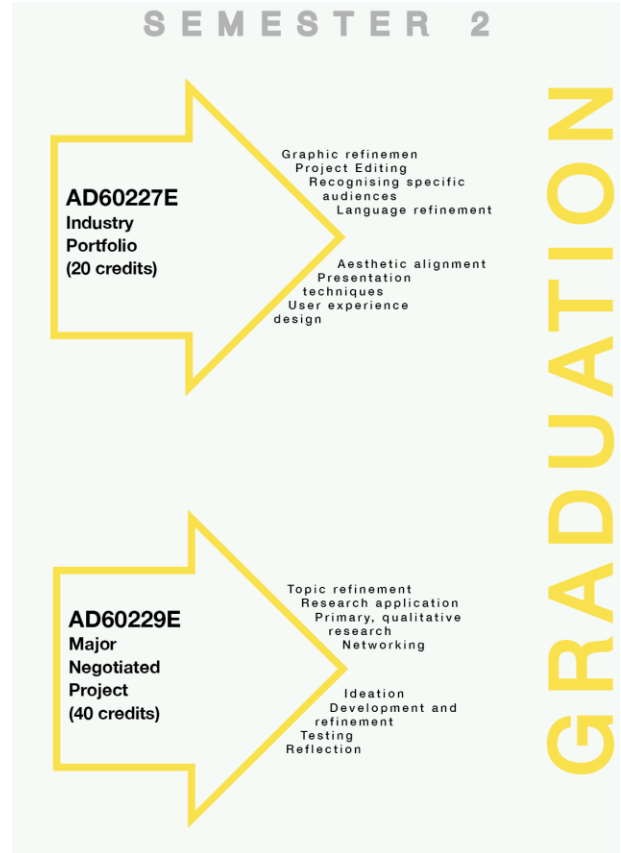 SEMESTER 2
AD60227E
Industry
Portfolio
(20 credits)
Graphic refinemen
Project Editing
Recognising specific
audiences
Language refinement
Aesthetic alignment
Presentation
techniques
User experience
design
AD60229E
Major
Negotiated
Project
(40 credits)
Topic refinement
Research application
Primary, qualitative
research
Networking
Ideation
Development and
refinement
Testing
Reflection
GRADUATION